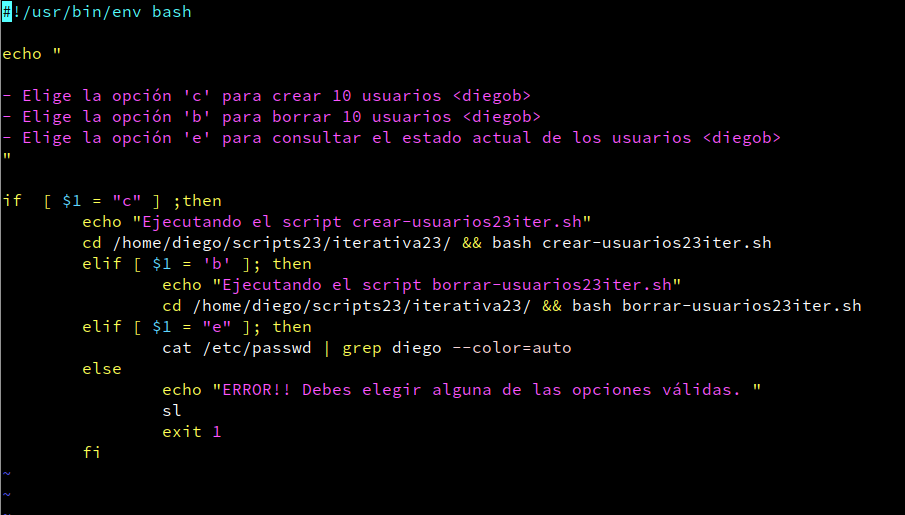 #!/usr/bin/env bash

echo "

- Elige la opción 'c' para crear 10 usuarios <diegob>
- Elige la opción 'b' para borrar 10 usuarios <diegob>
- Elige la opción 'e' para consultar el estado actual de los usuarios <diegob>
"

if  [ $1 = "c" ] ;then
        echo "Ejecutando el script crear-usuarios23iter.sh"
        cd /home/diego/scripts23/iterativa23/ && bash crear-usuarios23iter.sh
        elif [ $1 = 'b' ]; then
                echo "Ejecutando el script borrar-usuarios23iter.sh"
                cd /home/diego/scripts23/iterativa23/ && bash borrar-usuarios23iter.sh
        elif [ $1 = "e" ]; then
                cat /etc/passwd | grep diego --color=auto
        else
                echo "ERROR!! Debes elegir alguna de las opciones válidas. "
                sl
                exit 1
        fi
~
~
~